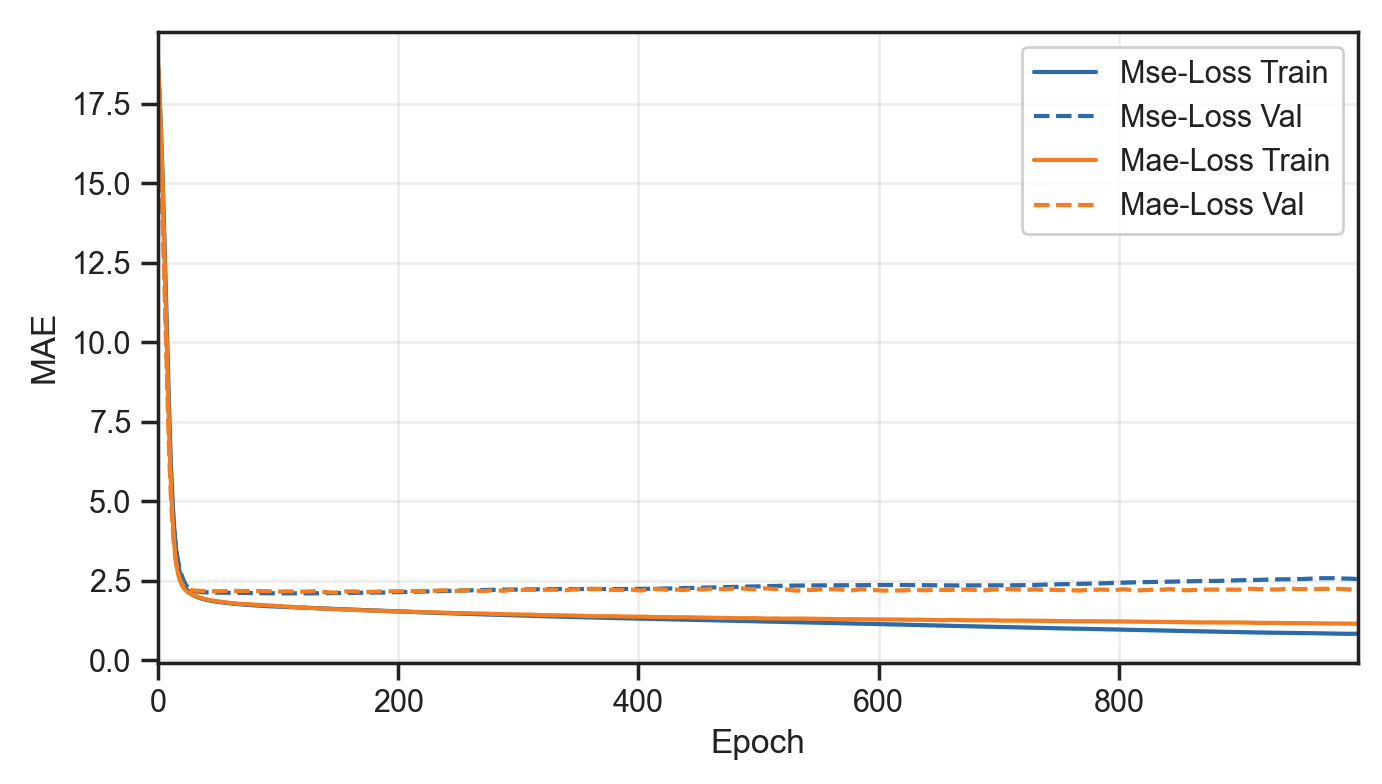 Mse-Loss Train
Mse-Loss Val
Mae-Loss Train
Mae-Loss Val
17.5
15.0
12.5
10.0
7.5
5.0
2.5
0.0
MAE
0 200 400 600 800
Epoch